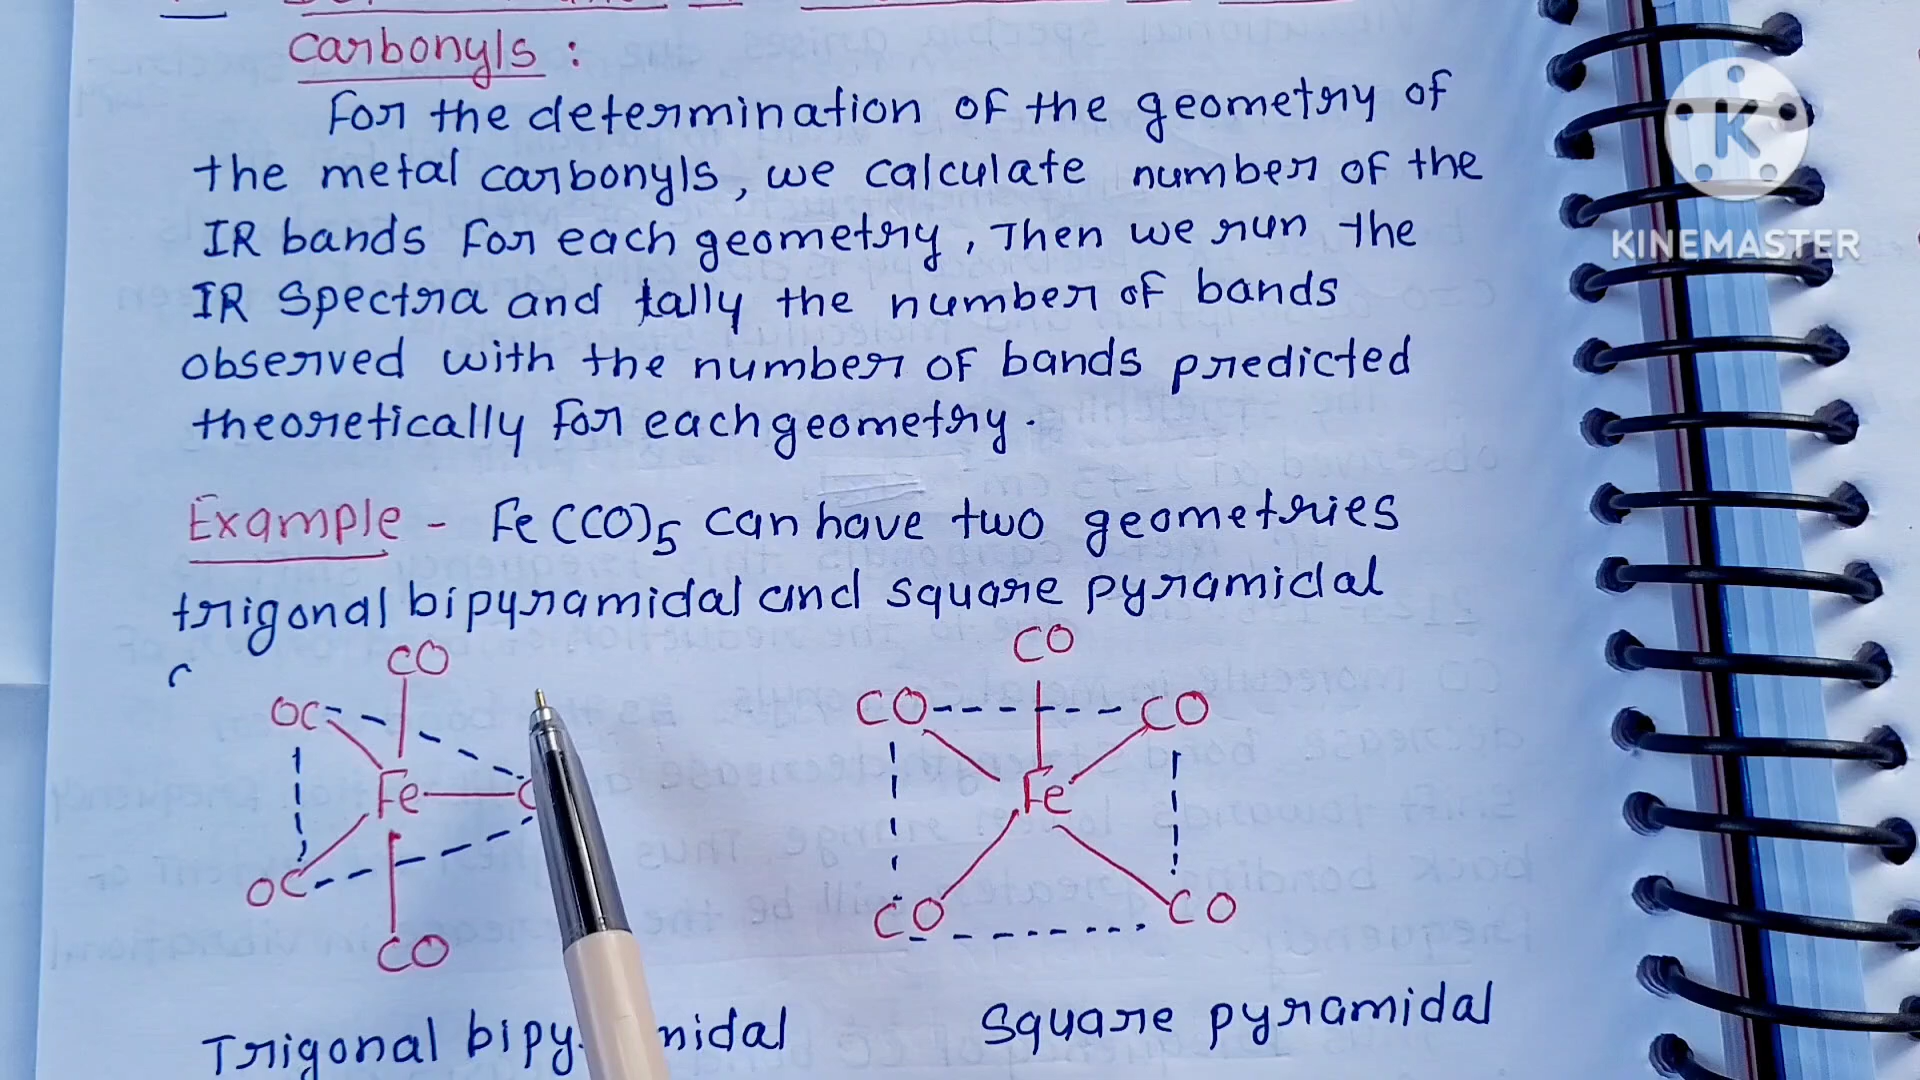 carbonyls :
For the determination of the geometry of
the metal carbonyls, we calculate number of the
IR bands for each geometry, Then we run the
IR spectra and tally the number of bands
observed with the number of bands predicted
theoretically for each geometry.
Example - Fe(CO)5 can have two geometries
trigonal bipyramidal and square pyramidal
CO
OC
Fe
OC
CO
CO
CO
CO
Fe
CO
CO
Trigonal
Square pyramidal
K
KINEMASTER